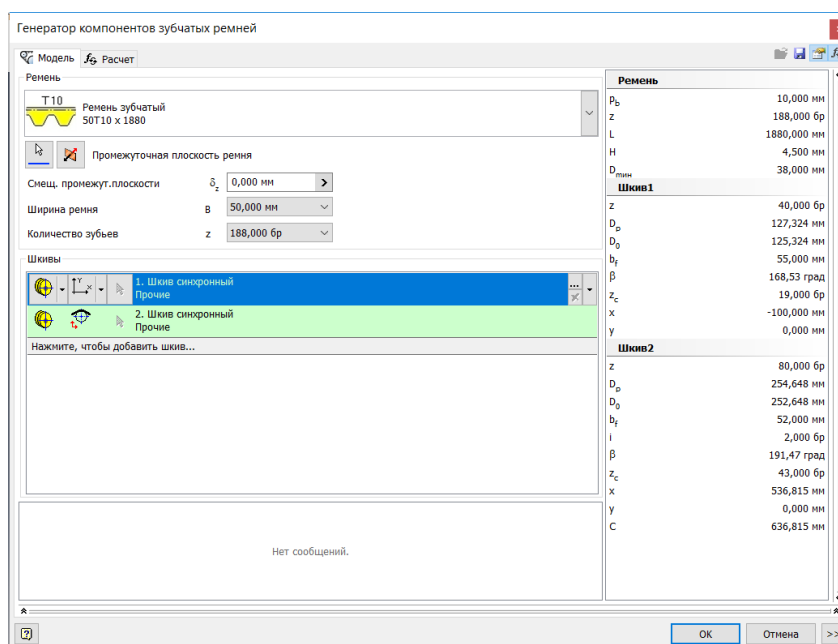 Генератор компонентов зубчатых ремней
Модель
Расчет
Ремень
T10
Ремень зубчатый
50T10 x 1880
Промежуточная плоскость ремня
Смещ. промежут.плоскости δz 0,000 мм
Ширина ремня B 50,000 мм
Количество зубьев z 188,000 бр
Шкивы
1. Шкив синхронный
Прочие
...
2. Шкив синхронный
Прочие
Нажмите, чтобы добавить шкив...
Нет сообщений.
Ремень
pb 10,000 мм
z 188,000 бр
L 1880,000 мм
H 4,500 мм
Dмин 38,000 мм
Шкив1
z 40,000 бр
Dp 127,324 мм
D0 125,324 мм
bf 55,000 мм
β 168,53 град
zc 19,000 бр
x -100,000 мм
y 0,000 мм
Шкив2
z 80,000 бр
Dp 254,648 мм
D0 252,648 мм
bf 52,000 мм
i 2,000 бр
β 191,47 град
zc 43,000 бр
x 536,815 мм
y 0,000 мм
C 636,815 мм
OK
Отмена
>>